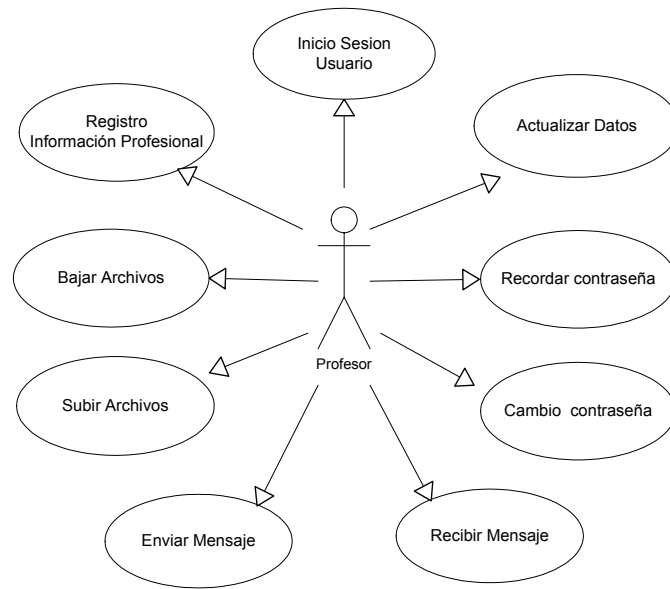 Inicio Sesion
Usuario
Registro
Información Profesional
Actualizar Datos
Bajar Archivos
Recordar contraseña
Profesor
Subir Archivos
Cambio contraseña
Enviar Mensaje
Recibir Mensaje